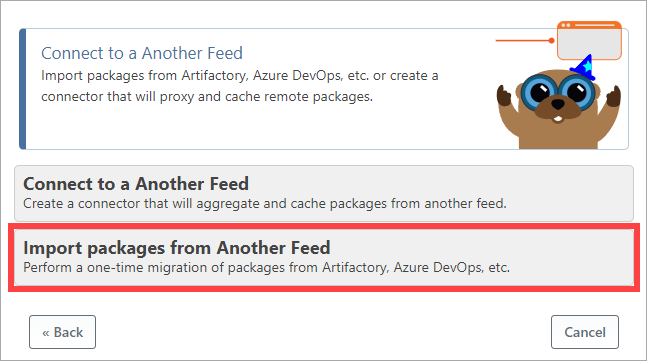 Connect to a Another Feed
Import packages from Artifactory, Azure DevOps, etc. or create a
connector that will proxy and cache remote packages.
Connect to a Another Feed
Create a connector that will aggregate and cache packages from another feed.
Import packages from Another Feed
Perform a one-time migration of packages from Artifactory, Azure DevOps, etc.
« Back
Cancel